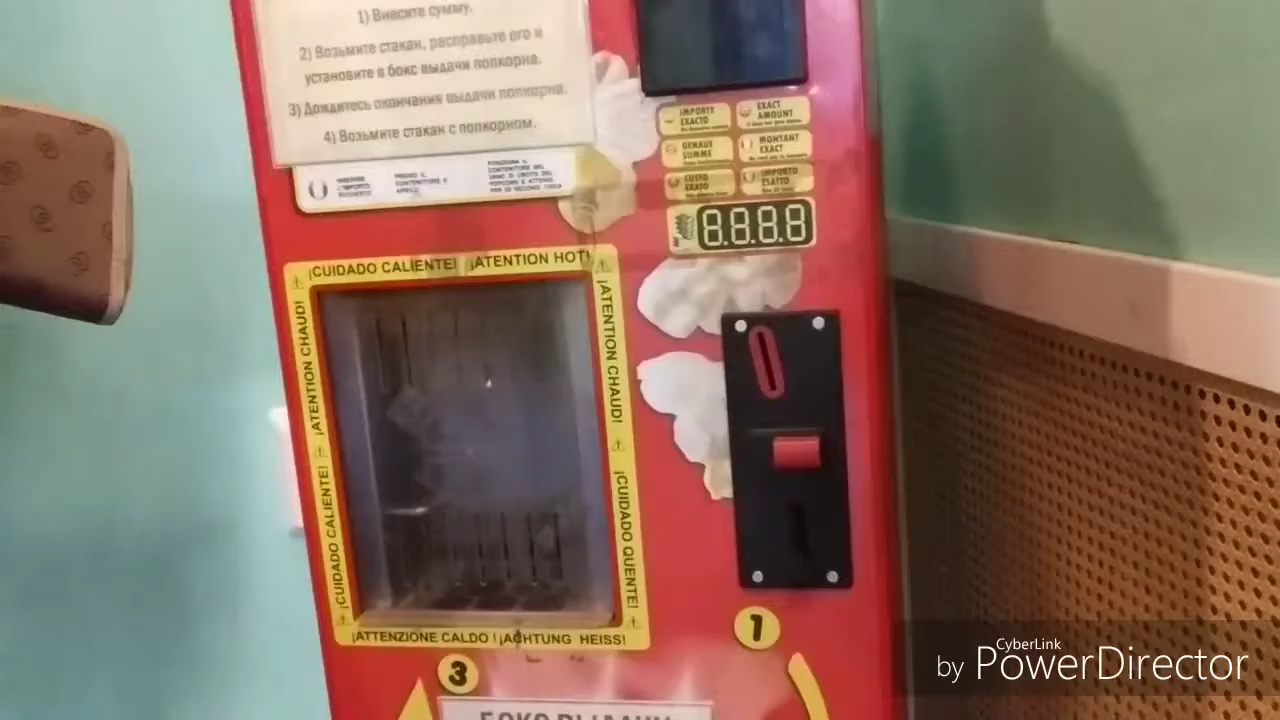 1) Внесите сумму.
2) Возьмите стакан, расправьте его и
установите в бокс выдачи попкорна.
3) Дождитесь окончания выдачи попкорна.
4) Возьмите стакан с попкорном.
IMPORTE
EXACTO
EXACT
AMOUNT
GENAUE
SUMME
MONTANT
EXACT
CUSTO
EXATO
IMPORTO
ESATTO
8.8.8.8
¡CUIDADO CALIENTE! ¡ATENTION HOT!
¡ATENTION CHAUD!
¡CUIDADO CALIENTE!
¡ATENTION CHAUD!
¡CUIDADO QUENTE!
¡ATTENZIONE CALDO ! ¡ACHTUNG HEISS!
1
3
CyberLink
by PowerDirector